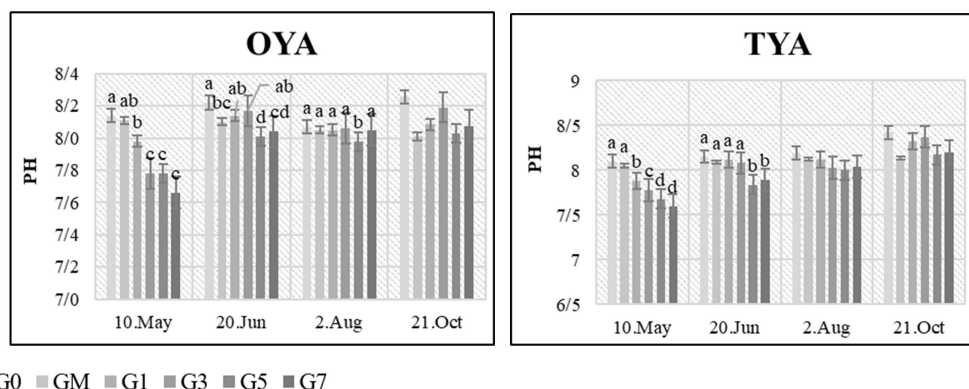 OYA
PH
8/4
8/2
8/0
7/8
7/6
7/4
7/2
7/0
a ab b c c c
a bc ab ab d cd
a a a a b a
10.May 20.Jun 2.Aug 21.Oct
TYA
PH
9
8/5
8
7/5
7
6/5
a a b c d d
a a a a b b
10.May 20.Jun 2.Aug 21.Oct
G0 GM G1 G3 G5 G7